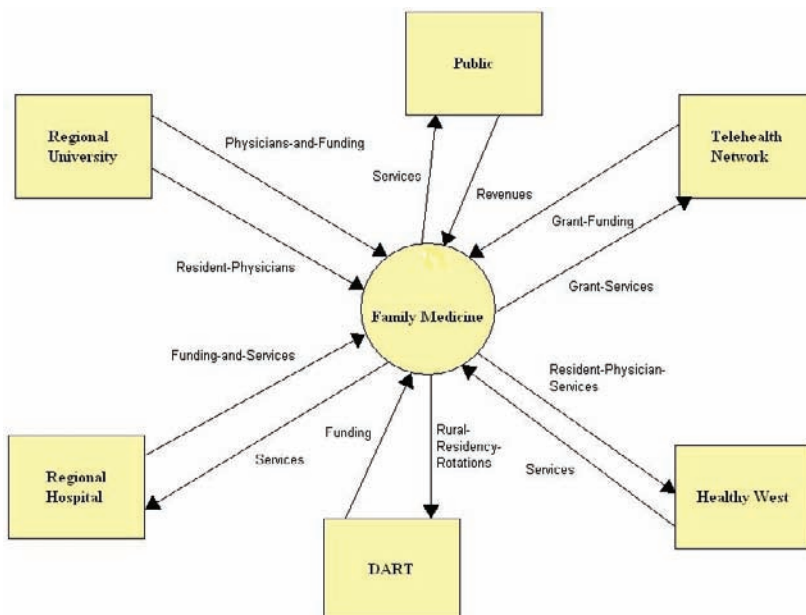 Public
Regional
University
Telehealth
Network
Physicians-and-Funding
Services
Revenues
Grant-Funding
Resident-Physicians
Grant-Services
Family Medicine
Funding-and-Services
Resident-Physician-
Services
Funding
Rural-
Residency-
Rotations
Services
Services
Regional
Hospital
Healthy West
DART